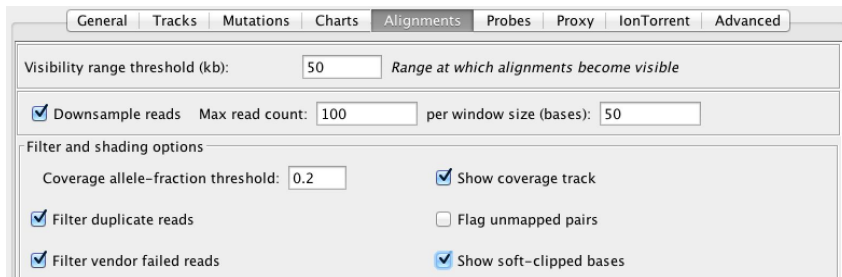 General Tracks Mutations Charts Alignments Probes Proxy IonTorrent Advanced
Visibility range threshold (kb): 50 Range at which alignments become visible
Downsample reads Max read count: 100 per window size (bases): 50
Filter and shading options
Coverage allele-fraction threshold: 0.2 Show coverage track
Filter duplicate reads Flag unmapped pairs
Filter vendor failed reads Show soft-clipped bases